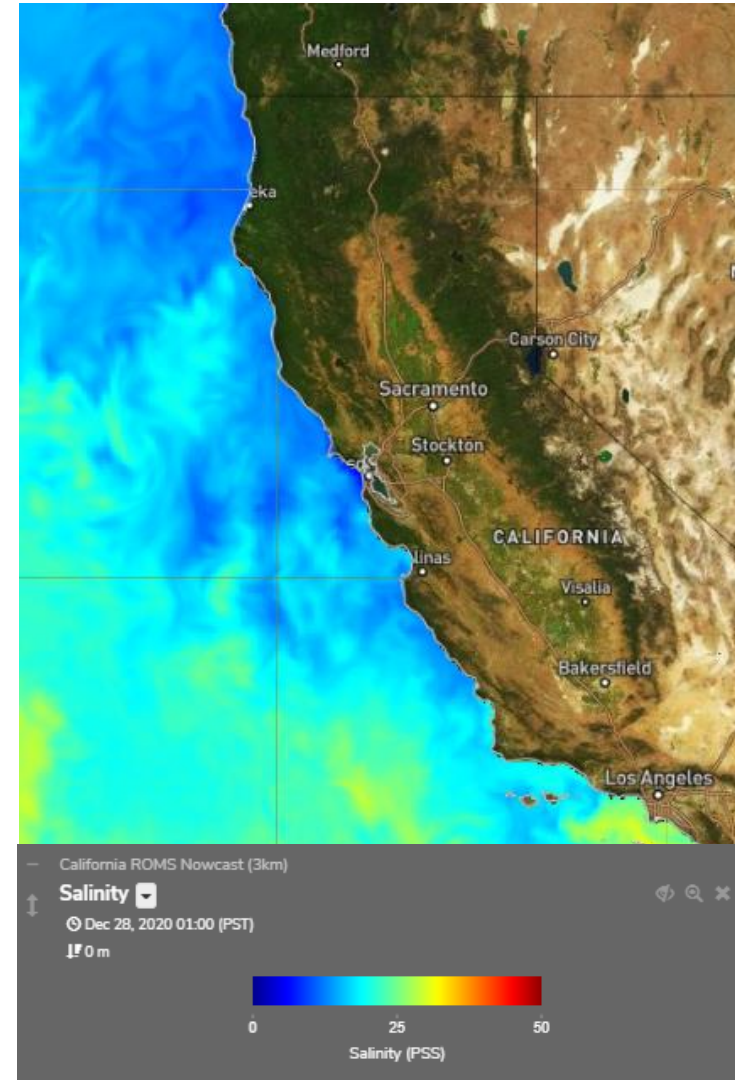 Medford
eka
Carson City
Sacramento
Stockton
CALIFORNIA
linas
Visalia
Bakersfield
Los Angeles
California ROMS Nowcast (3km)
Salinity
Dec 28, 2020 01:00 (PST)
0 m
0 25 50
Salinity (PSS)